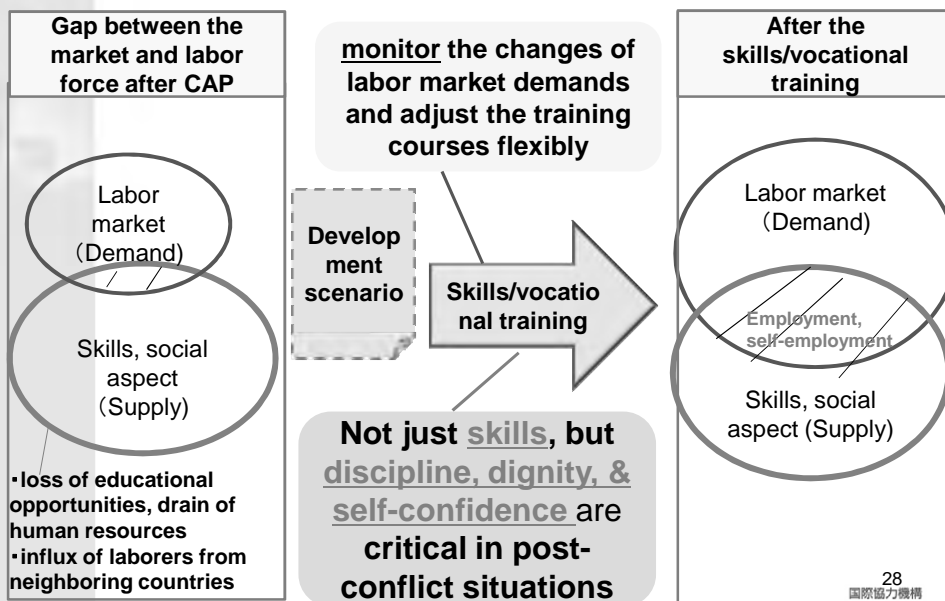 Gap between the
market and labor
force after CAP
Labor
market
（Demand)
Skills, social
aspect
（Supply）
・loss of educational
opportunities, drain of
human resources
・influx of laborers from
neighboring countries
monitor the changes of
labor market demands
and adjust the training
courses flexibly
Develop
ment
scenario
Skills/vocatio
nal training
Not just skills, but
discipline, dignity, &
self-confidence are
critical in post-
conflict situations
After the
skills/vocational
training
Labor market
（Demand)
Employment,
self-employment
Skills, social
aspect (Supply)
28
国際協力機構